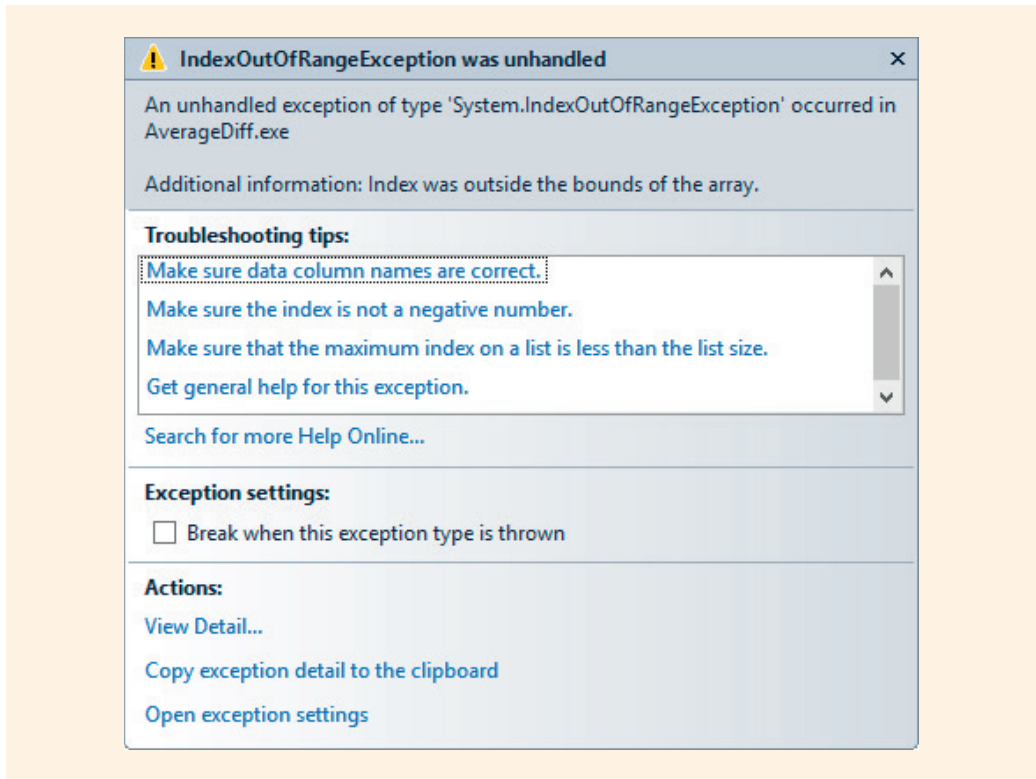 IndexOutOfRangeException was unhandled
An unhandled exception of type 'System.IndexOutOfRangeException' occurred in
AverageDiff.exe
Additional information: Index was outside the bounds of the array.
Troubleshooting tips:
Make sure data column names are correct.
Make sure the index is not a negative number.
Make sure that the maximum index on a list is less than the list size.
Get general help for this exception.
Search for more Help Online...
Exception settings:
Break when this exception type is thrown
Actions:
View Detail...
Copy exception detail to the clipboard
Open exception settings